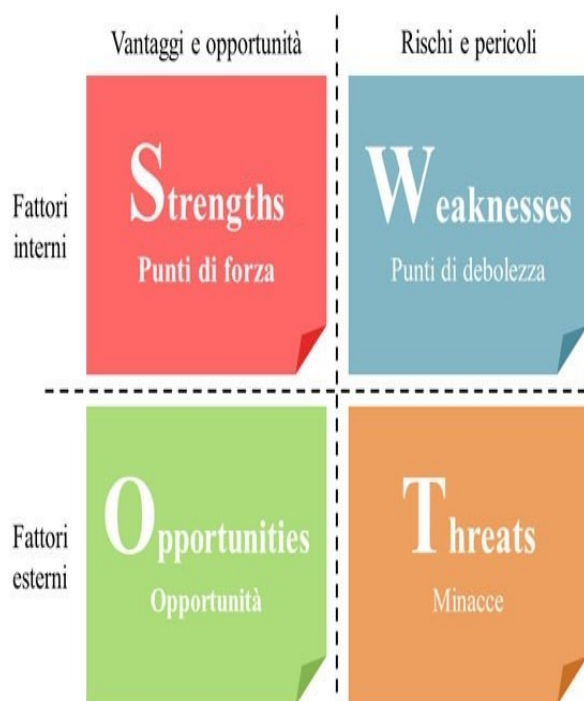 Vantaggi e opportunità
Rischi e pericoli
Fattori
interni
Strengths
Punti di forza
Weaknesses
Punti di debolezza
Fattori
esterni
Opportunities
Opportunità
Threats
Minacce